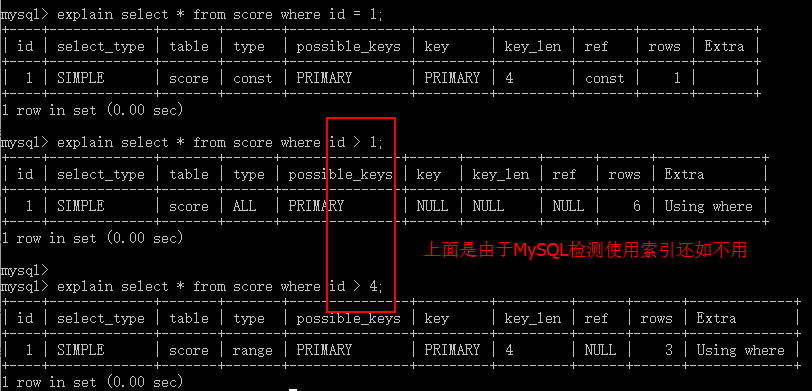 mysql> explain select * from score where id = 1;
+----+-------------+-------+-------+---------------+---------+---------+-------+------+-------+
| id | select_type | table | type | possible_keys | key | key_len | ref | rows | Extra |
+----+-------------+-------+-------+---------------+---------+---------+-------+------+-------+
| 1 | SIMPLE | score | const | PRIMARY | PRIMARY | 4 | const | 1 | |
+----+-------------+-------+-------+---------------+---------+---------+-------+------+-------+
1 row in set (0.00 sec)
mysql> explain select * from score where id > 1;
+----+-------------+-------+------+---------------+------+---------+------+------+-------------+
| id | select_type | table | type | possible_keys | key | key_len | ref | rows | Extra |
+----+-------------+-------+------+---------------+------+---------+------+------+-------------+
| 1 | SIMPLE | score | ALL | PRIMARY | NULL | NULL | NULL | 6 | Using where |
+----+-------------+-------+------+---------------+------+---------+------+------+-------------+
1 row in set (0.00 sec)
上面是由于MySQL检测使用索引还如不用
mysql>
mysql> explain select * from score where id > 4;
+----+-------------+-------+-------+---------------+---------+---------+------+------+-------------+
| id | select_type | table | type | possible_keys | key | key_len | ref | rows | Extra |
+----+-------------+-------+-------+---------------+---------+---------+------+------+-------------+
| 1 | SIMPLE | score | range | PRIMARY | PRIMARY | 4 | NULL | 3 | Using where |
+----+-------------+-------+-------+---------------+---------+---------+------+------+-------------+
1 row in set (0.00 sec)